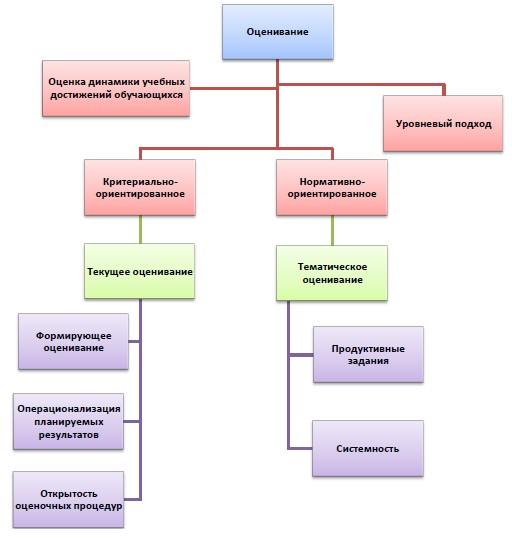 Оценивание
Оценка динамики учебных
достижений обучающихся
Уровневый подход
Критериально-
ориентированное
Нормативно-
ориентированное
Текущее оценивание
Тематическое
оценивание
Формирующее
оценивание
Продуктивные
задания
Операционализация
планируемых
результатов
Системность
Открытость
оценочных процедур